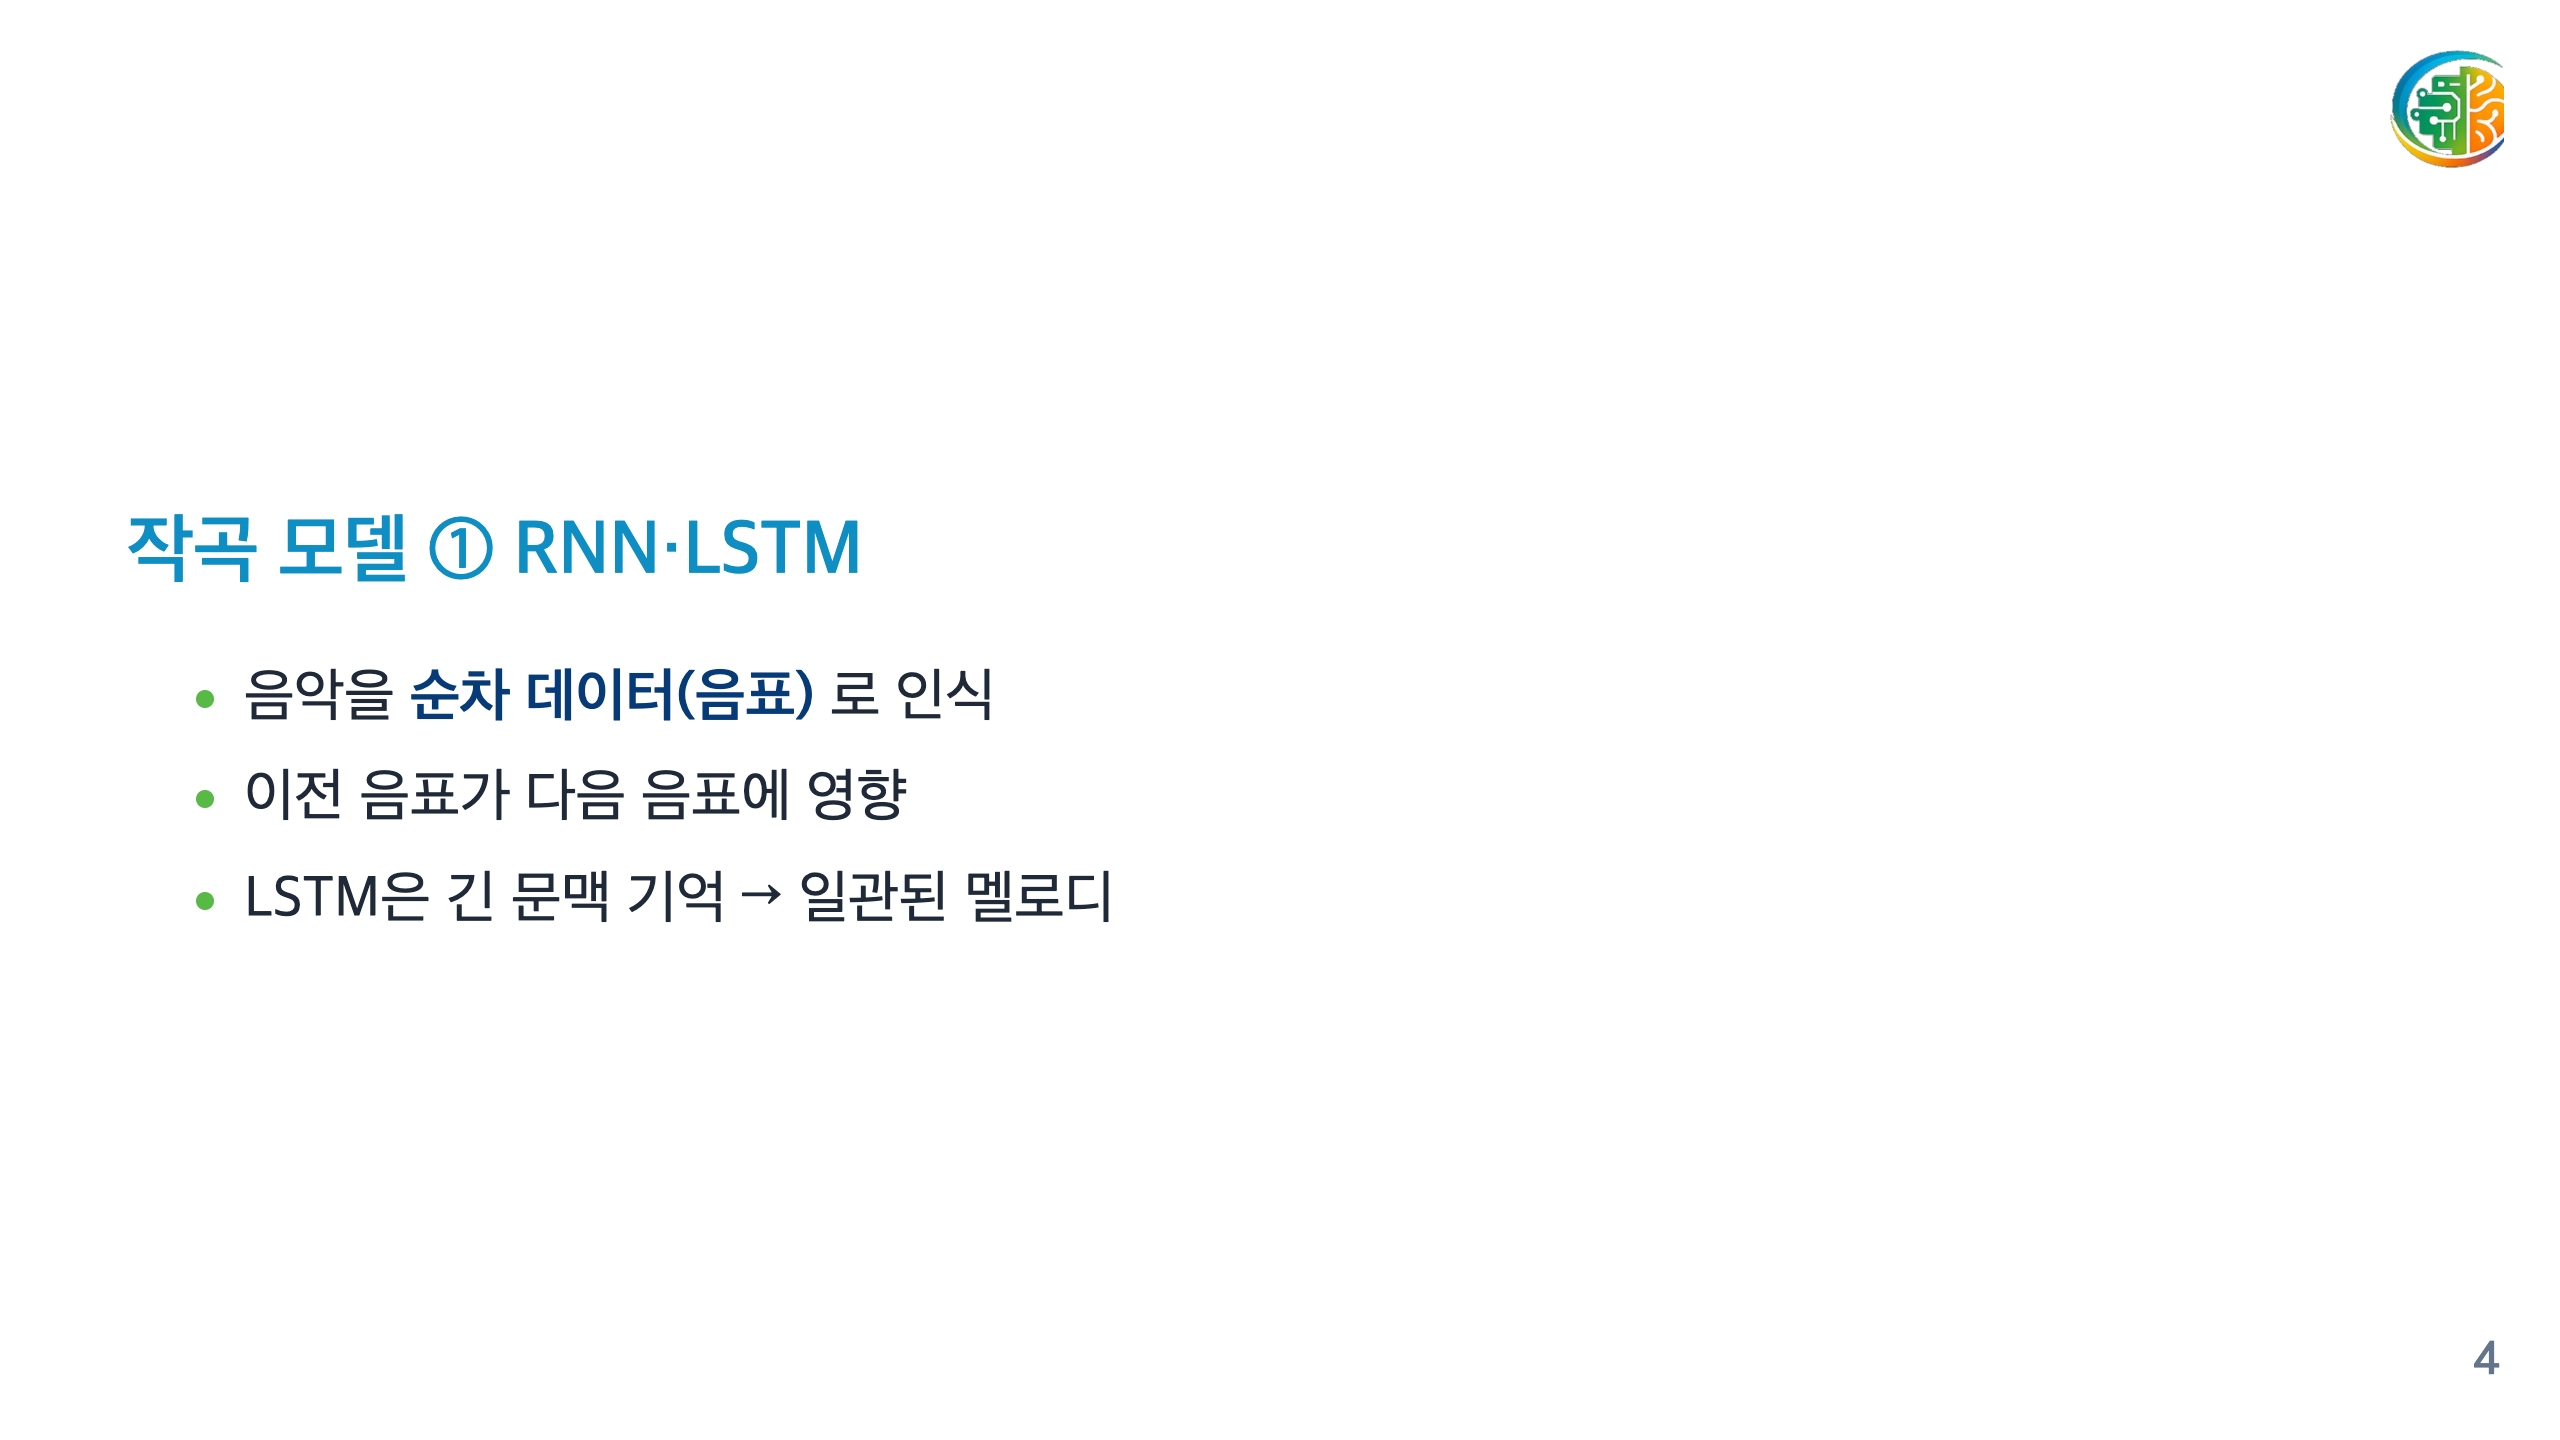 작곡 모델 ① RNN·LSTM
• 음악을 순차 데이터(음표) 로 인식
• 이전 음표가 다음 음표에 영향
• LSTM은 긴 문맥 기억 → 일관된 멜로디
4